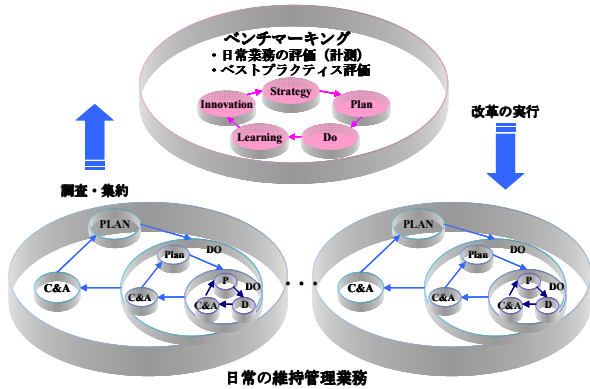 ベンチマーキング
・日常業務の評価（計測）
・ベストプラクティス評価
Strategy
Innovation
Plan
Learning
Do
改革の実行
調査・集約
PLAN
DO
Plan
C&A
C&A
P
DO
C&A
D
・・・
PLAN
DO
Plan
C&A
C&A
P
DO
C&A
D
日常の維持管理業務